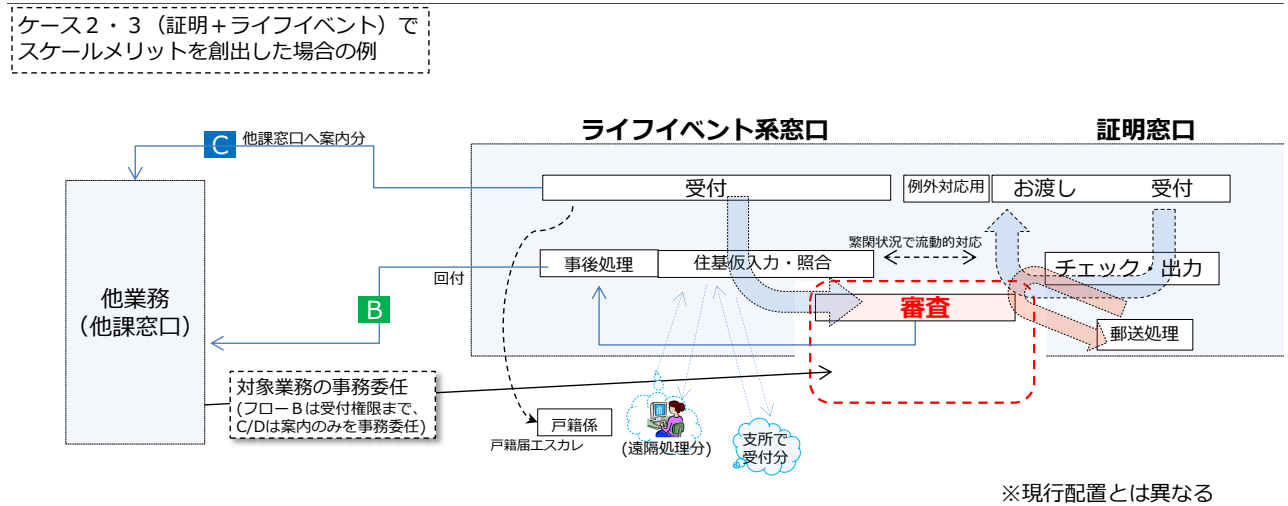 ケース２・３（証明＋ライフイベント）で
スケールメリットを創出した場合の例
ライフイベント系窓口
証明窓口
C
他課窓口へ案内分
受付
例外対応用
お渡し
受付
繁閑状況で流動的対応
事後処理
住基仮入力・照合
チェック・出力
回付
審査
B
他業務
（他課窓口）
郵送処理
対象業務の事務委任
(フローＢは受付権限まで、
C/Dは案内のみを事務委任)
戸籍係
戸籍届エスカレ
(遠隔処理分)
支所で
受付分
※現行配置とは異なる